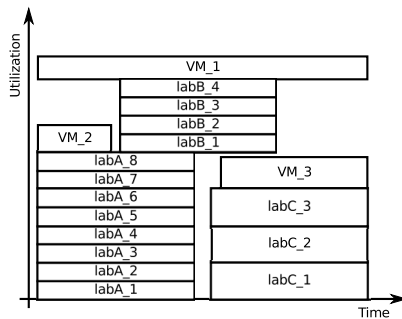 Utilization
VM_1
labB_4
labB_3
labB_2
VM_2
labB_1
labA_8
labA_7
VM_3
labA_6
labC_3
labA_5
labA_4
labC_2
labA_3
labA_2
labC_1
labA_1
Time